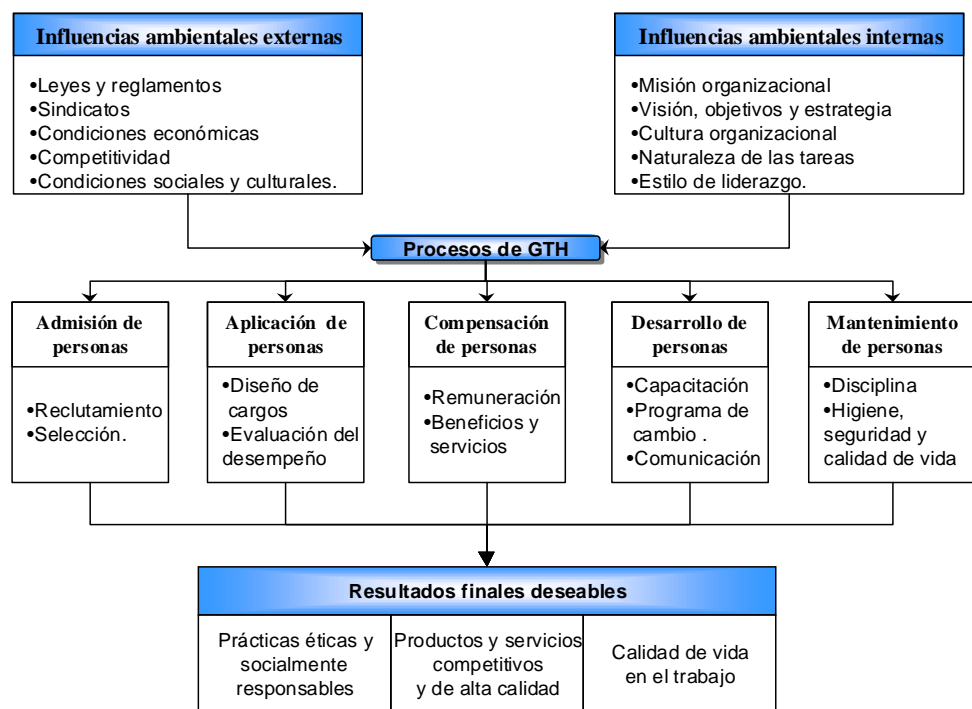 Influencias ambientales externas
•Leyes y reglamentos
•Sindicatos
•Condiciones económicas
•Competitividad
•Condiciones sociales y culturales.
Influencias ambientales internas
•Misión organizacional
•Visión, objetivos y estrategia
•Cultura organizacional
•Naturaleza de las tareas
•Estilo de liderazgo.
Procesos de GTH
Admisión de
personas
•Reclutamiento
•Selección.
Aplicación de
personas
•Diseño de
cargos
•Evaluación del
desempeño
Compensación
de personas
•Remuneración
•Beneficios y
servicios
Desarrollo de
personas
•Capacitación
•Programa de
cambio .
•Comunicación
Mantenimiento
de personas
•Disciplina
•Higiene,
seguridad y
calidad de vida
Resultados finales deseables
Prácticas éticas y
socialmente
responsables
Productos y servicios
competitivos
y de alta calidad
Calidad de vida
en el trabajo